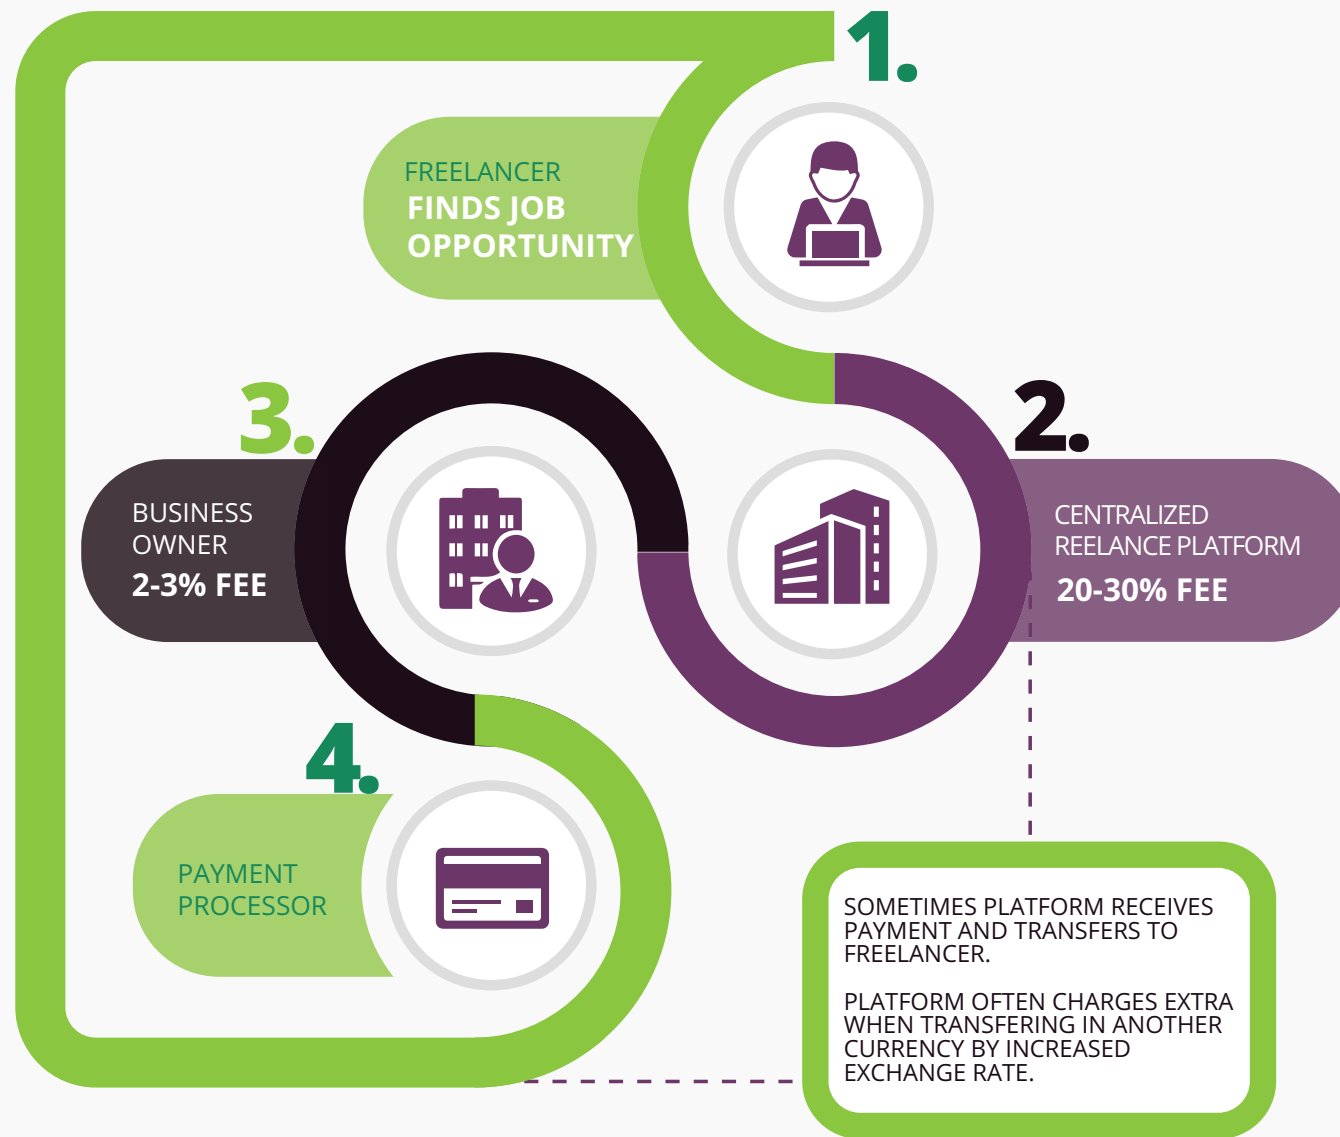 1.
FREELANCER
FINDS JOB
OPPORTUNITY
2.
CENTRALIZED
REELANCE PLATFORM
20-30% FEE
3.
BUSINESS
OWNER
2-3% FEE
4.
PAYMENT
PROCESSOR
SOMETIMES PLATFORM RECEIVES
PAYMENT AND TRANSFERS TO
FREELANCER.
PLATFORM OFTEN CHARGES EXTRA
WHEN TRANSFERING IN ANOTHER
CURRENCY BY INCREASED
EXCHANGE RATE.